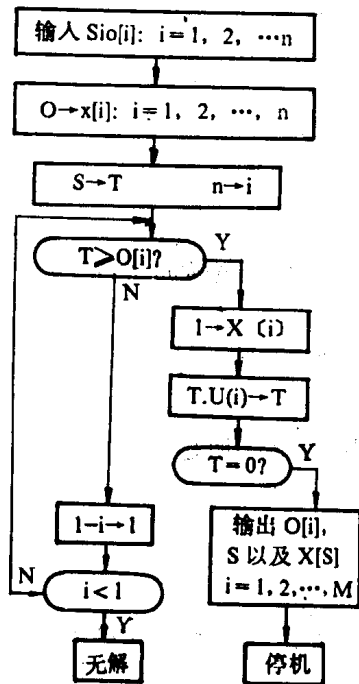 输入 Sio[i]: i=1, 2, …n
O→x[i]: i=1, 2, …, n
S→T n→i
T⩾O[i]?
Y
N
1→X〔i〕
T.U(i)→T
T=0?
Y
1−i→1
输出 O[i],
S 以及 X[S]
i=1,2,…,M
N
i<1
Y
无解
停机